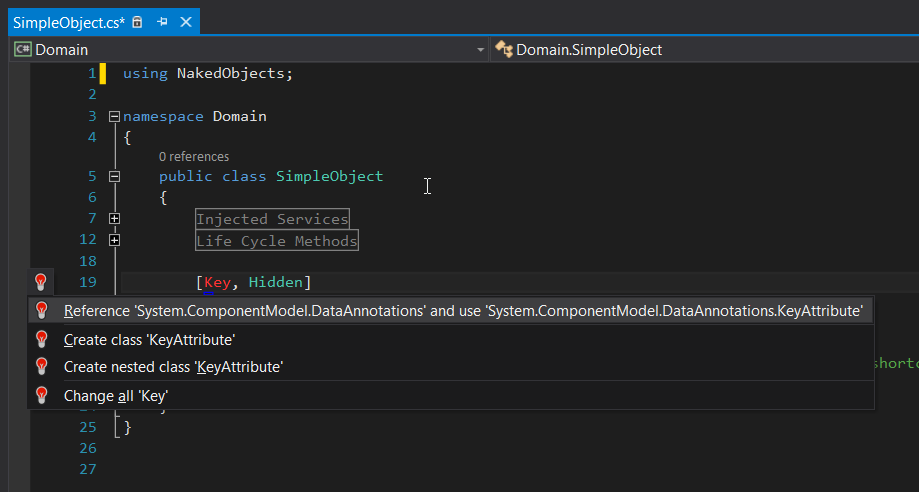 SimpleObject.cs*
C# Domain
Domain.SimpleObject
1 using NakedObjects;
2
3 namespace Domain
4 {
0 references
5 public class SimpleObject
6 {
7 Injected Services
12 Life Cycle Methods
18
19 [Key, Hidden]
Reference 'System.ComponentModel.DataAnnotations' and use 'System.ComponentModel.DataAnnotations.KeyAttribute'
Create class 'KeyAttribute'
Create nested class 'KeyAttribute'
Change all 'Key'
25 }
26
27